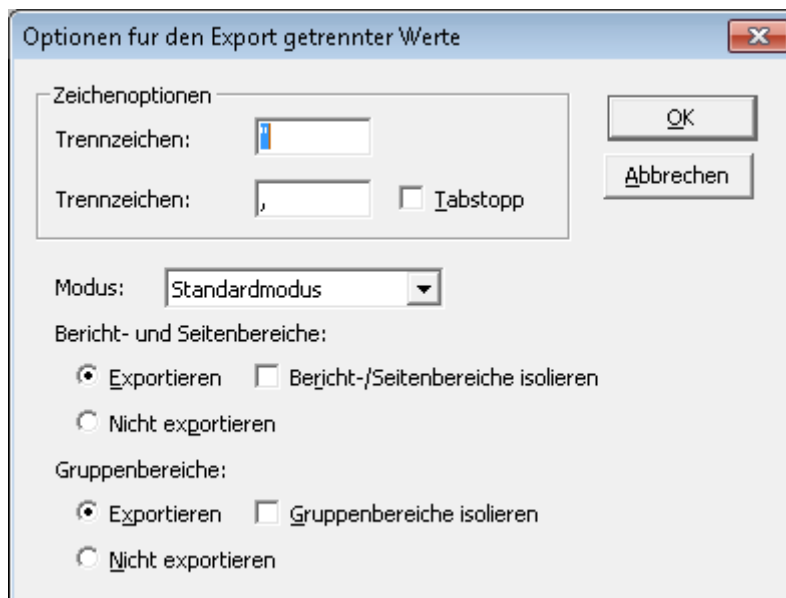 Optionen fur den Export getrennter Werte
Zeichenoptionen
Trennzeichen: "
Trennzeichen: , Tabstopp
OK
Abbrechen
Modus: Standardmodus
Bericht- und Seitenbereiche:
Exportieren Bericht-/Seitenbereiche isolieren
Nicht exportieren
Gruppenbereiche:
Exportieren Gruppenbereiche isolieren
Nicht exportieren